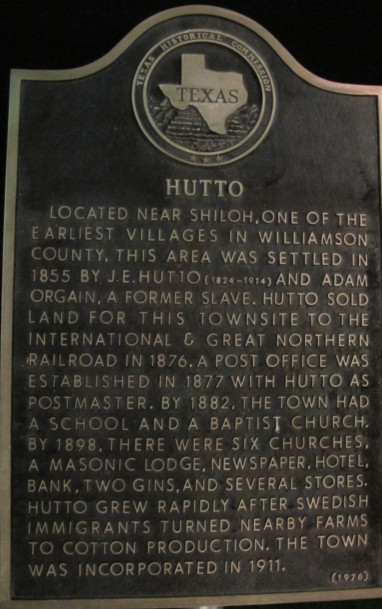 TEXAS HISTORICAL COMMISSION
TEXAS
HUTTO
LOCATED NEAR SHILOH, ONE OF THE
EARLIEST VILLAGES IN WILLIAMSON
COUNTY, THIS AREA WAS SETTLED IN
1855 BY J.E. HUTTO (1824-1914) AND ADAM
ORGAIN, A FORMER SLAVE. HUTTO SOLD
LAND FOR THIS TOWNSITE TO THE
INTERNATIONAL & GREAT NORTHERN
RAILROAD IN 1876. A POST OFFICE WAS
ESTABLISHED IN 1877 WITH HUTTO AS
POSTMASTER. BY 1882, THE TOWN HAD
A SCHOOL AND A BAPTIST CHURCH.
BY 1898, THERE WERE SIX CHURCHES,
A MASONIC LODGE, NEWSPAPER, HOTEL,
BANK, TWO GINS, AND SEVERAL STORES.
HUTTO GREW RAPIDLY AFTER SWEDISH
IMMIGRANTS TURNED NEARBY FARMS
TO COTTON PRODUCTION. THE TOWN
WAS INCORPORATED IN 1911.
(1976)